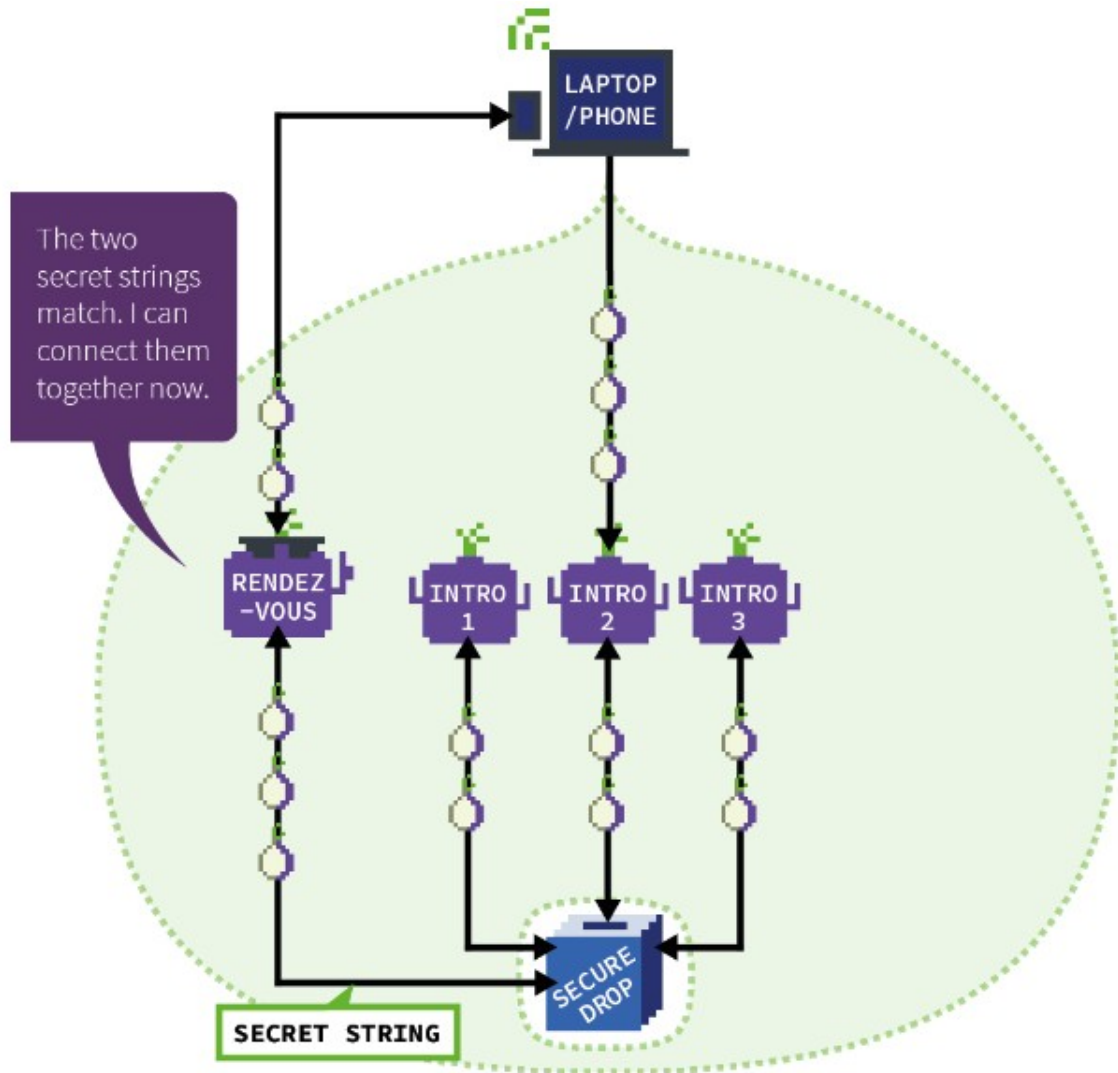 LAPTOP
/PHONE
The two
secret strings
match. I can
connect them
together now.
RENDEZ
-VOUS
INTRO
1
INTRO
2
INTRO
3
SECURE
DROP
SECRET STRING